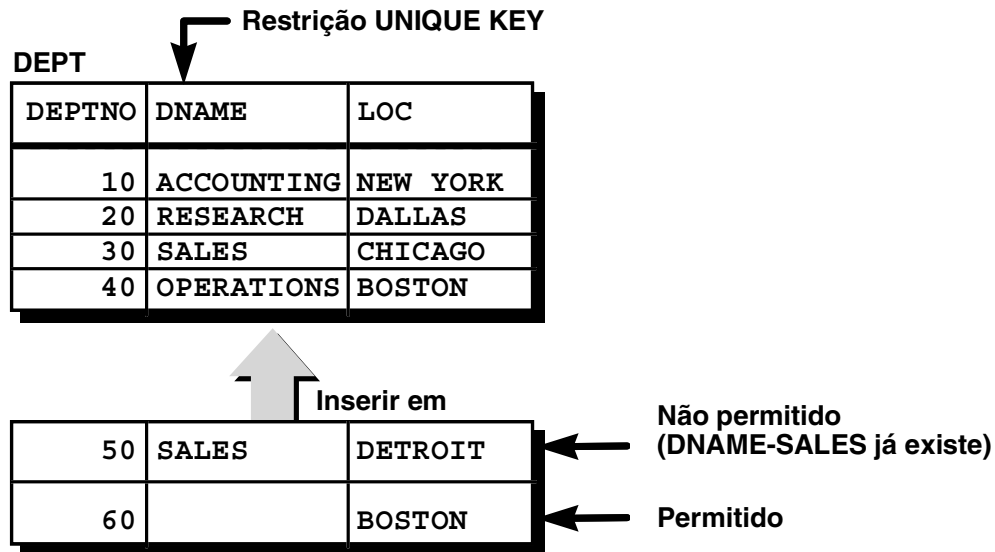 Restrição UNIQUE KEY
DEPT
DEPTNO DNAME LOC
10 ACCOUNTING NEW YORK
20 RESEARCH DALLAS
30 SALES CHICAGO
40 OPERATIONS BOSTON
Inserir em
50 SALES DETROIT
Não permitido
(DNAME-SALES já existe)
60 BOSTON
Permitido